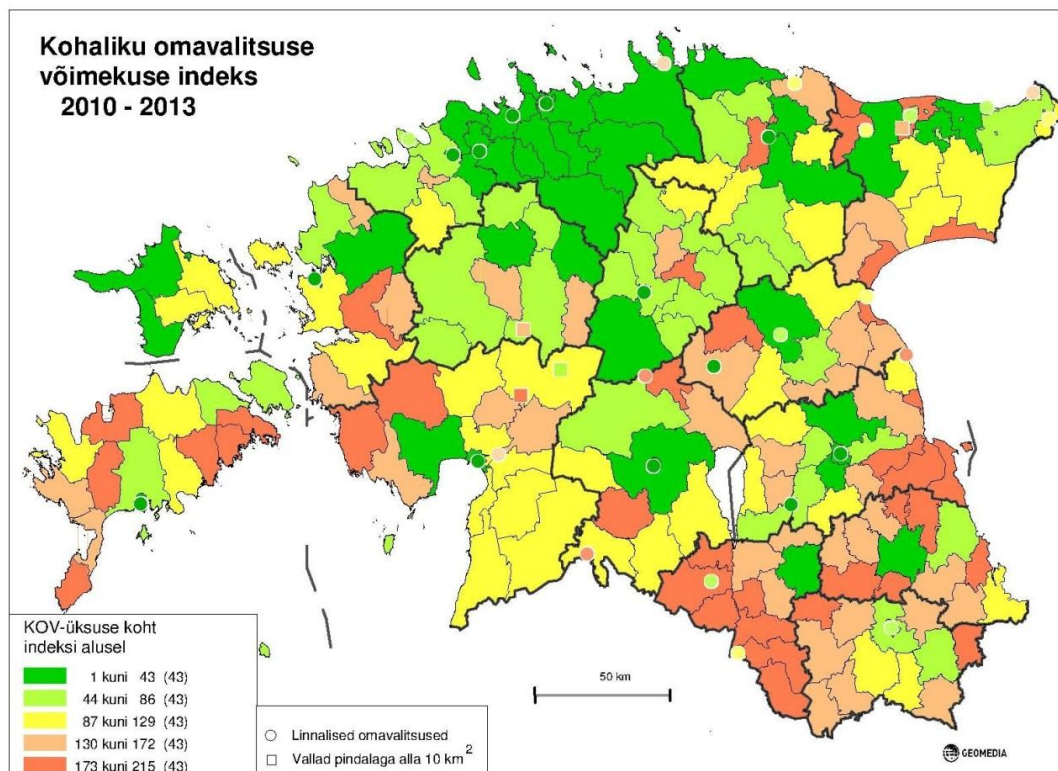 Kohaliku omavalitsuse
võimekuse indeks
2010 - 2013
KOV-üksuse koht
indeksi alusel
1 kuni 43 (43)
44 kuni 86 (43)
87 kuni 129 (43)
130 kuni 172 (43)
173 kuni 215 (43)
Linnalised omavalitsused
Vallad pindalaga alla 10 km²
50 km
GEOMEDIA